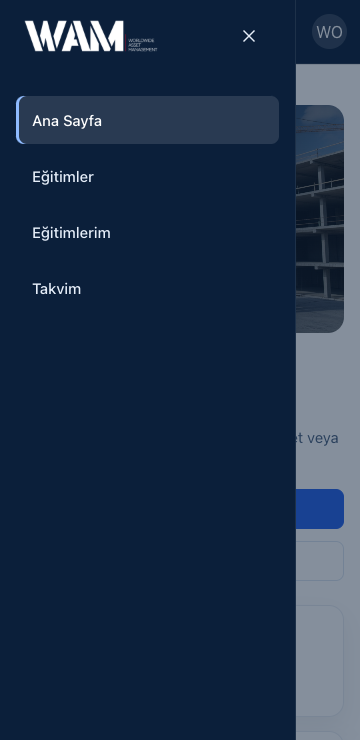 WAM
WORLDWIDE
ASSET
MANAGEMENT
WO
Ana Sayfa
Eğitimler
Eğitimlerim
Takvim
et veya